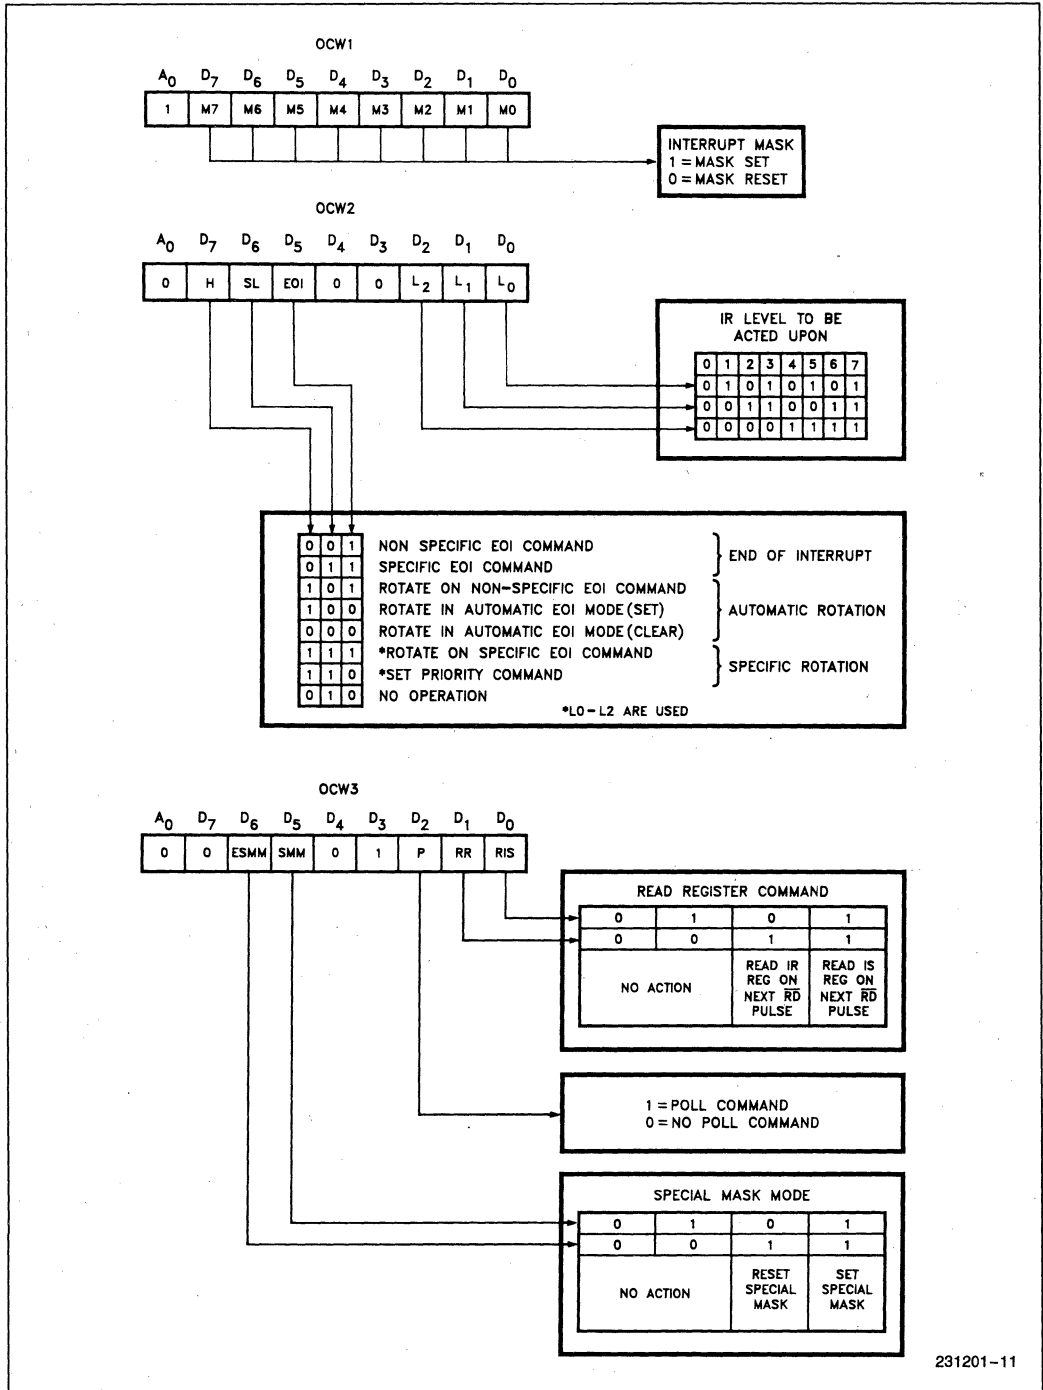 OCW1
A0 D7 D6 D5 D4 D3 D2 D1 D0
1 M7 M6 M5 M4 M3 M2 M1 M0
INTERRUPT MASK
1 = MASK SET
0 = MASK RESET
OCW2
A0 D7 D6 D5 D4 D3 D2 D1 D0
0 H SL EOI 0 0 L2 L1 L0
IR LEVEL TO BE
ACTED UPON
0 1 2 3 4 5 6 7
0 1 0 1 0 1 0 1
0 0 1 1 0 0 1 1
0 0 0 0 1 1 1 1
0 0 1 NON SPECIFIC EOI COMMAND
0 1 1 SPECIFIC EOI COMMAND
END OF INTERRUPT
1 0 1 ROTATE ON NON-SPECIFIC EOI COMMAND
1 0 0 ROTATE IN AUTOMATIC EOI MODE (SET)
0 0 0 ROTATE IN AUTOMATIC EOI MODE (CLEAR)
AUTOMATIC ROTATION
1 1 1 *ROTATE ON SPECIFIC EOI COMMAND
1 1 0 *SET PRIORITY COMMAND
SPECIFIC ROTATION
0 1 0 NO OPERATION
*L0-L2 ARE USED
OCW3
A0 D7 D6 D5 D4 D3 D2 D1 D0
0 0 ESMM SMM 0 1 P RR RIS
READ REGISTER COMMAND
0 1 0 1
0 0 1 1
NO ACTION
READ IR
REG ON
NEXT RD
PULSE
READ IS
REG ON
NEXT RD
PULSE
1 = POLL COMMAND
0 = NO POLL COMMAND
SPECIAL MASK MODE
0 1 0 1
0 0 1 1
NO ACTION
RESET
SPECIAL
MASK
SET
SPECIAL
MASK
231201-11